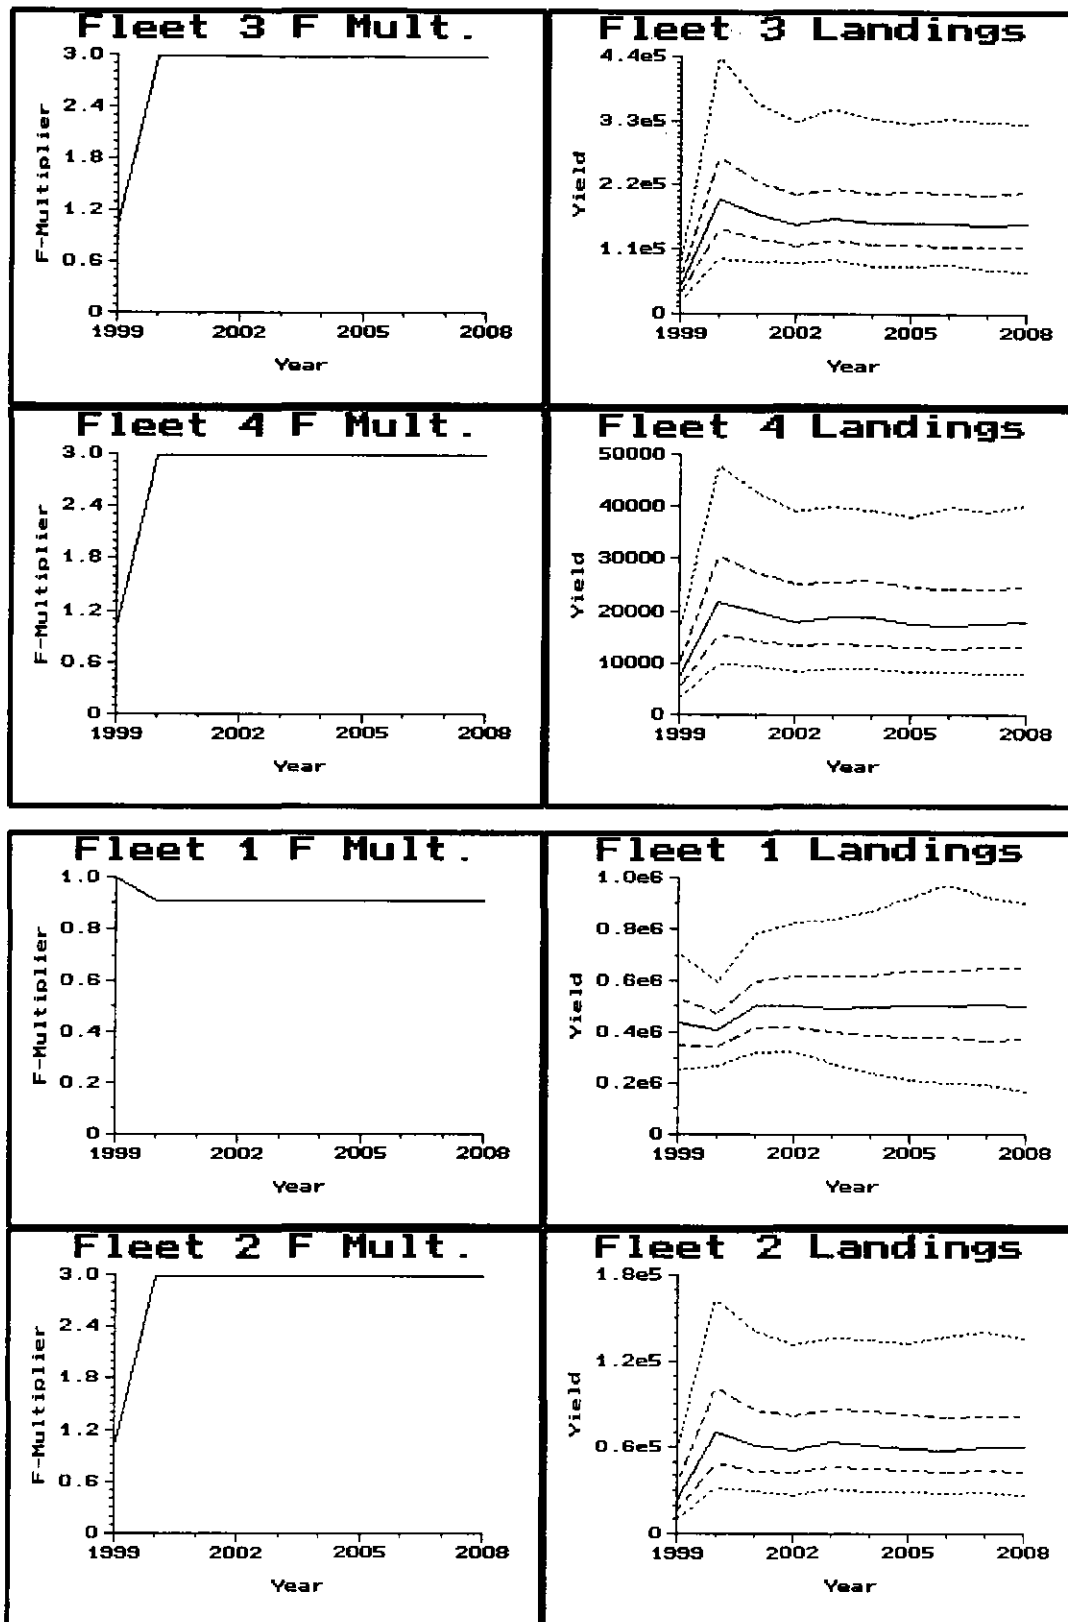 Fleet 3 F Mult.
3.0
2.4
1.8
1.2
0.6
0
F-Multiplier
1999 2002 2005 2008
Year
Fleet 3 Landings
4.4e5
3.3e5
2.2e5
1.1e5
0
Yield
1999 2002 2005 2008
Year
Fleet 4 F Mult.
3.0
2.4
1.8
1.2
0.6
0
F-Multiplier
1999 2002 2005 2008
Year
Fleet 4 Landings
50000
40000
30000
20000
10000
0
Yield
1999 2002 2005 2008
Year
Fleet 1 F Mult.
1.0
0.8
0.6
0.4
0.2
0
F-Multiplier
1999 2002 2005 2008
Year
Fleet 1 Landings
1.0e6
0.8e6
0.6e6
0.4e6
0.2e6
0
Yield
1999 2002 2005 2008
Year
Fleet 2 F Mult.
3.0
2.4
1.8
1.2
0.6
0
F-Multiplier
1999 2002 2005 2008
Year
Fleet 2 Landings
1.8e5
1.2e5
0.6e5
0
Yield
1999 2002 2005 2008
Year